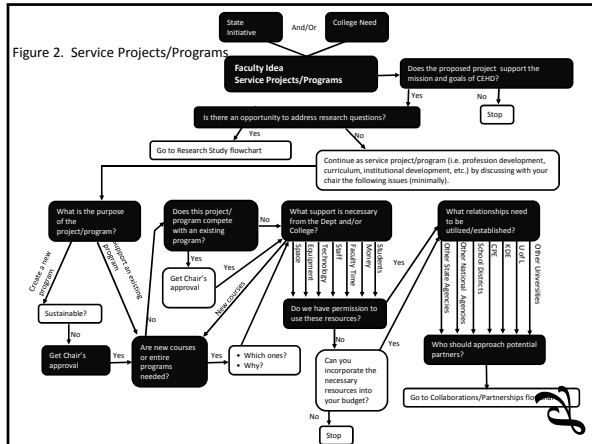 State
Initiative
And/Or
College Need
Figure 2.  Service Projects/Programs
Faculty Idea
Service Projects/Programs
Does the proposed project support the
mission and goals of CEHD?
Yes
No
Stop
Is there an opportunity to address research questions?
Yes
No
Go to Research Study flowchart
Continue as service project/program (i.e. profession development,
curriculum, institutional development, etc.) by discussing with your
chair the following issues (minimally).
What is the purpose
of the
project/program?
Does this project/
program compete
with an existing
program?
No
What support is necessary
from the Dept and/or
College?
What relationships need
to be
utilized/established?
Create a new
program
Support an existing
program
Yes
Get Chair's
approval
Yes
New courses
Space
Equipment
Technology
Staff
Faculty Time
Money
Students
Yes
Other State Agencies
Other National Agencies
School Districts
CPE
KDE
U of L
Other Universities
Sustainable?
No
No
Do we have permission to
use these resources?
Get Chair's
approval
Yes
Are new courses
or entire
programs
needed?
Yes
• Which ones?
• Why?
No
Yes
Can you
incorporate the
necessary
resources into
your budget?
Who should approach potential
partners?
Go to Collaborations/Partnerships
No
Stop